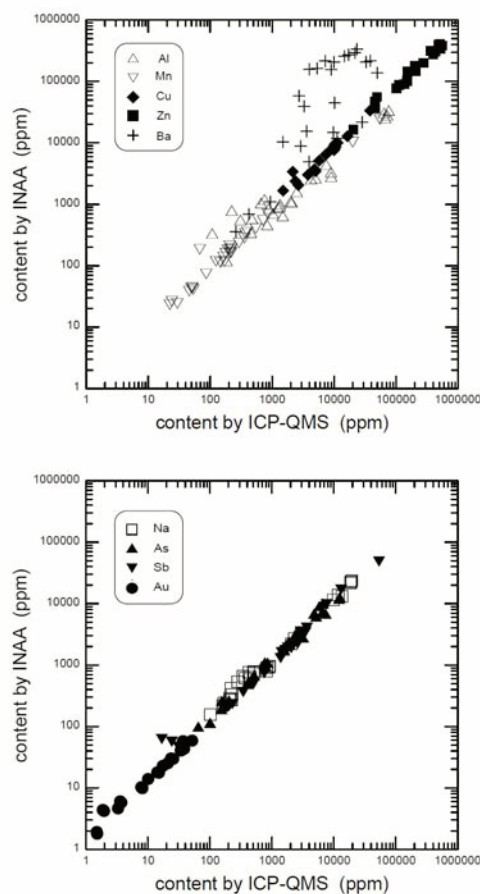 1000000
100000
10000
1000
100
10
1
content by INAA (ppm)
Al
Mn
Cu
Zn
Ba
1 10 100 1000 10000 100000 1000000
content by ICP-QMS (ppm)
1000000
100000
10000
1000
100
10
1
content by INAA (ppm)
Na
As
Sb
Au
1 10 100 1000 10000 100000 1000000
content by ICP-QMS (ppm)